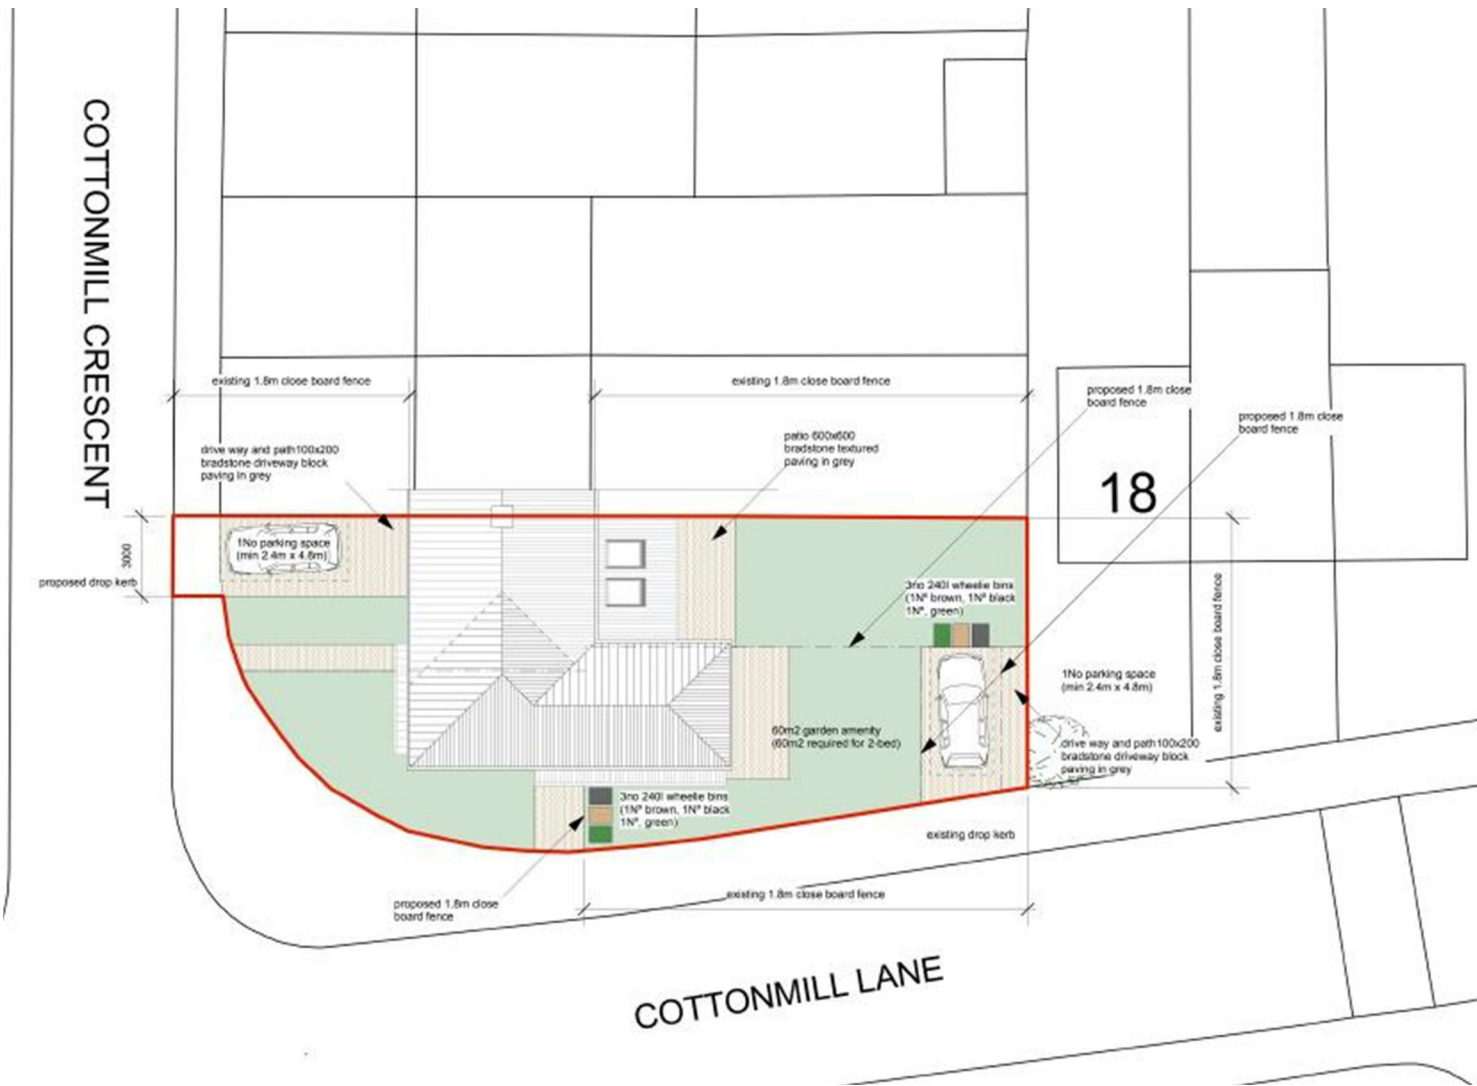 COTTONMILL CRESCENT
existing 1.8m close board fence
existing 1.8m close board fence
proposed 1.8m close
board fence
proposed 1.8m close
board fence
drive way and path100x200
bradstone driveway block
paving in grey
patio 600x600
bradstone textured
paving in grey
18
1No parking space
(min 2.4m x 4.8m)
3000
proposed drop kerb
3no 240l wheelie bins
(1Nº brown, 1Nº black
1Nº, green)
existing 1.8m close board fence
1No parking space
(min 2.4m x 4.8m)
60m2 garden amenity
(60m2 required for 2-bed)
drive way and path100x200
bradstone driveway block
paving in grey
3no 240l wheelie bins
(1Nº brown, 1Nº black
1Nº, green)
existing drop kerb
existing 1.8m close board fence
proposed 1.8m close
board fence
COTTONMILL LANE